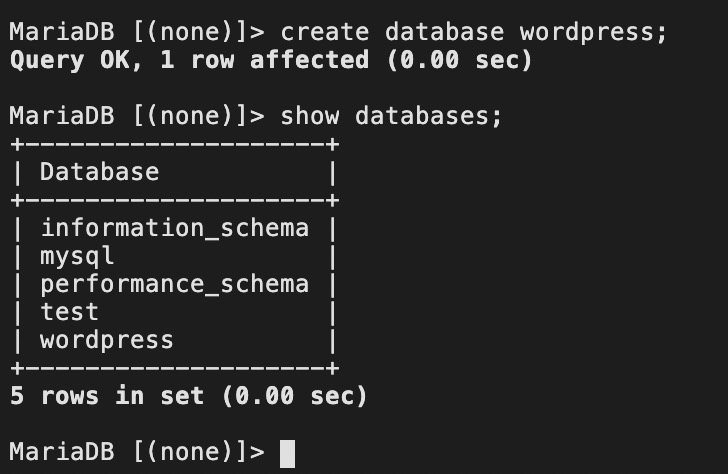 MariaDB [(none)]> create database wordpress;
Query OK, 1 row affected (0.00 sec)
MariaDB [(none)]> show databases;
+--------------------+
| Database           |
+--------------------+
| information_schema |
| mysql              |
| performance_schema |
| test               |
| wordpress          |
+--------------------+
5 rows in set (0.00 sec)
MariaDB [(none)]>